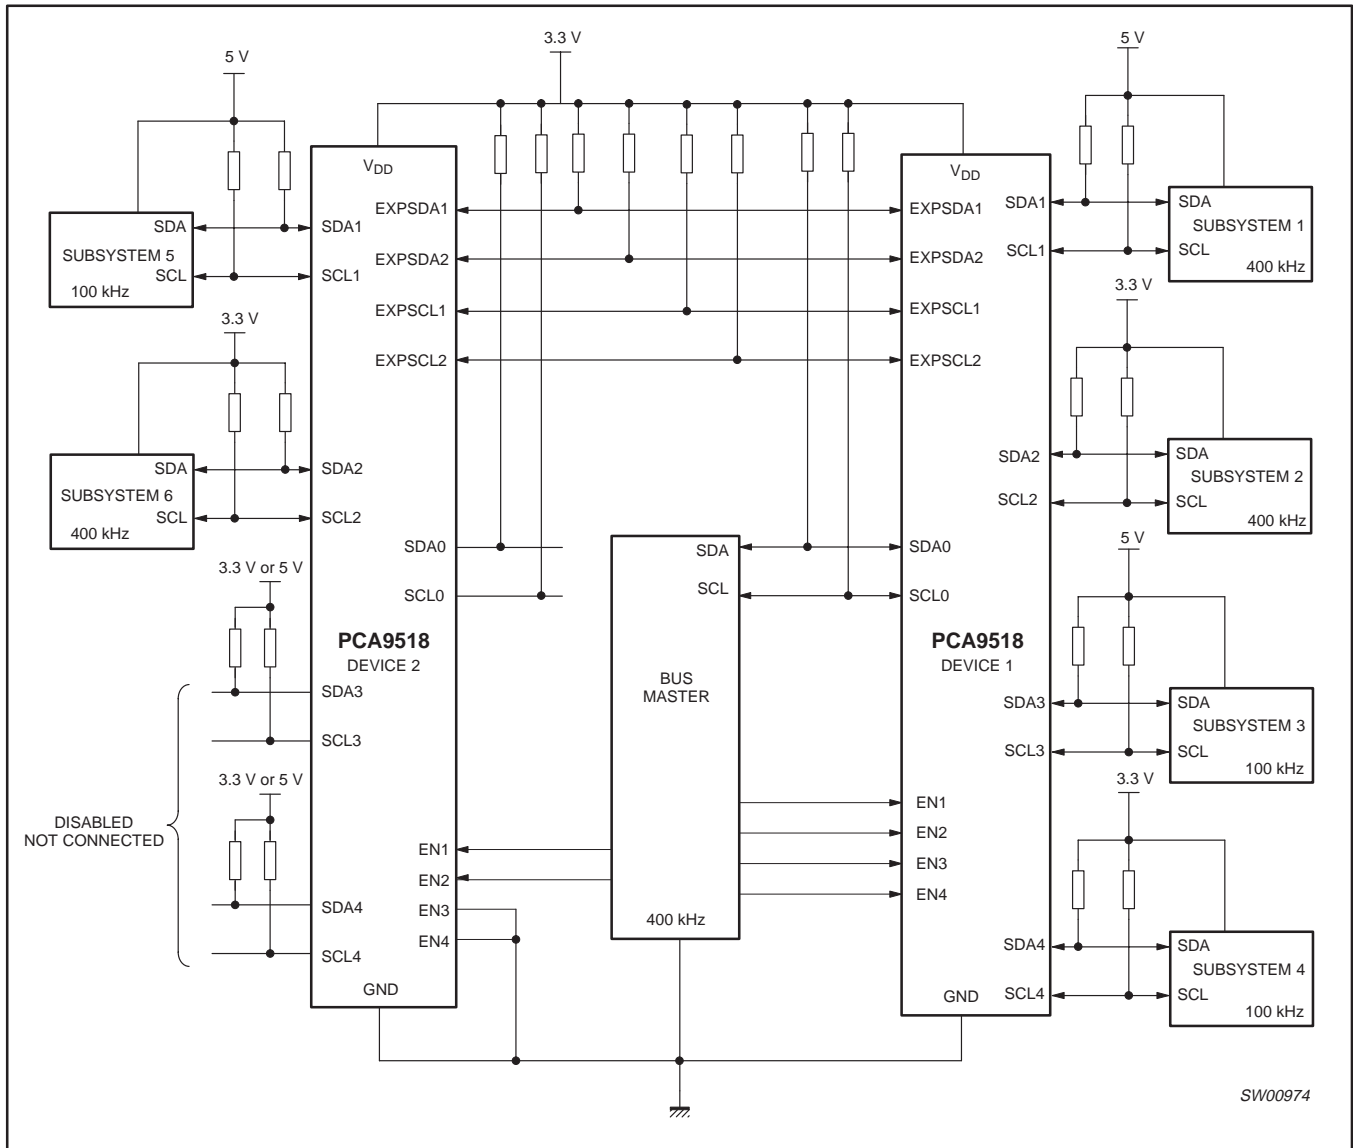 3.3 V
5 V
5 V
VDD
VDD
EXPSDA1
EXPSDA1
SDA1
SDA
SUBSYSTEM 1
SCL1
SCL
400 kHz
SDA
SDA1
SUBSYSTEM 5
SCL
SCL1
100 kHz
EXPSDA2
EXPSDA2
EXPSCL1
EXPSCL1
EXPSCL2
EXPSCL2
3.3 V
3.3 V
SDA
SDA2
SUBSYSTEM 6
SCL
SCL2
400 kHz
SDA2
SDA
SUBSYSTEM 2
SCL2
SCL
400 kHz
SDA0
SCL0
SDA
SCL
SDA0
SCL0
5 V
3.3 V or 5 V
PCA9518
DEVICE 2
BUS
MASTER
PCA9518
DEVICE 1
SDA3
SCL3
SDA3
SDA
SUBSYSTEM 3
SCL3
SCL
100 kHz
3.3 V or 5 V
3.3 V
DISABLED
NOT CONNECTED
EN1
EN2
EN3
EN4
EN1
EN2
EN3
EN4
400 kHz
SDA4
SCL4
SDA4
SDA
SUBSYSTEM 4
SCL4
SCL
100 kHz
GND
GND
SW00974